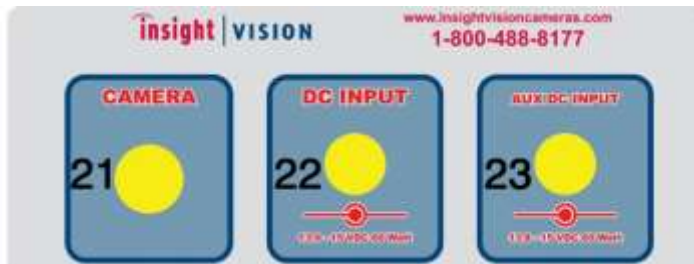 insight | VISION
www.insightvisioncameras.com
1-800-488-8177
CAMERA
DC INPUT
AUX DC INPUT
21
22
23